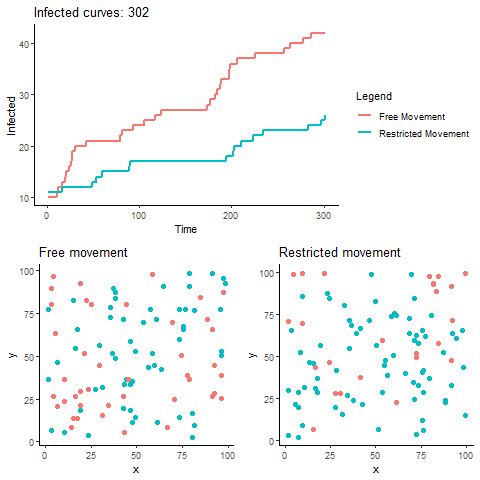 Infected curves: 302
40
30
20
10
Infected
0
100
200
300
Time
Legend
Free Movement
Restricted Movement
Free movement
100
75
50
25
0
y
0
25
50
75
100
x
Restricted movement
100
75
50
25
0
y
0
25
50
75
100
x